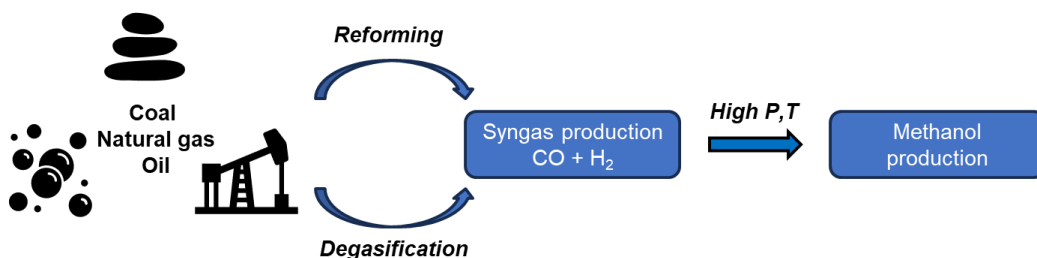 Reforming
Coal
Natural gas
Oil
Syngas production
CO + H₂
High P,T
Methanol
production
Degasification